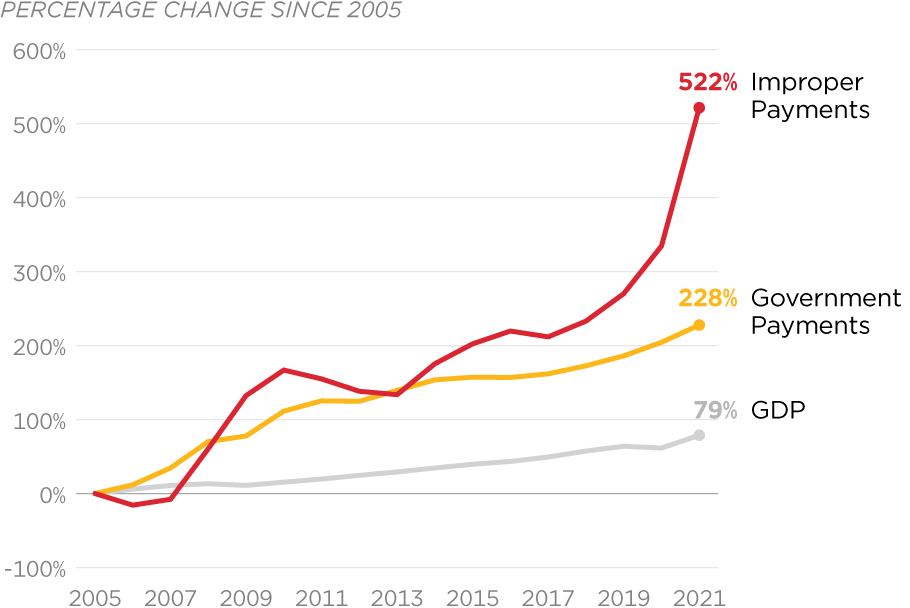 PERCENTAGE CHANGE SINCE 2005
600%
522% Improper
Payments
500%
400%
300%
228% Government
Payments
200%
79% GDP
100%
0%
-100%
2005 2007 2009 2011 2013 2015 2017 2019 2021